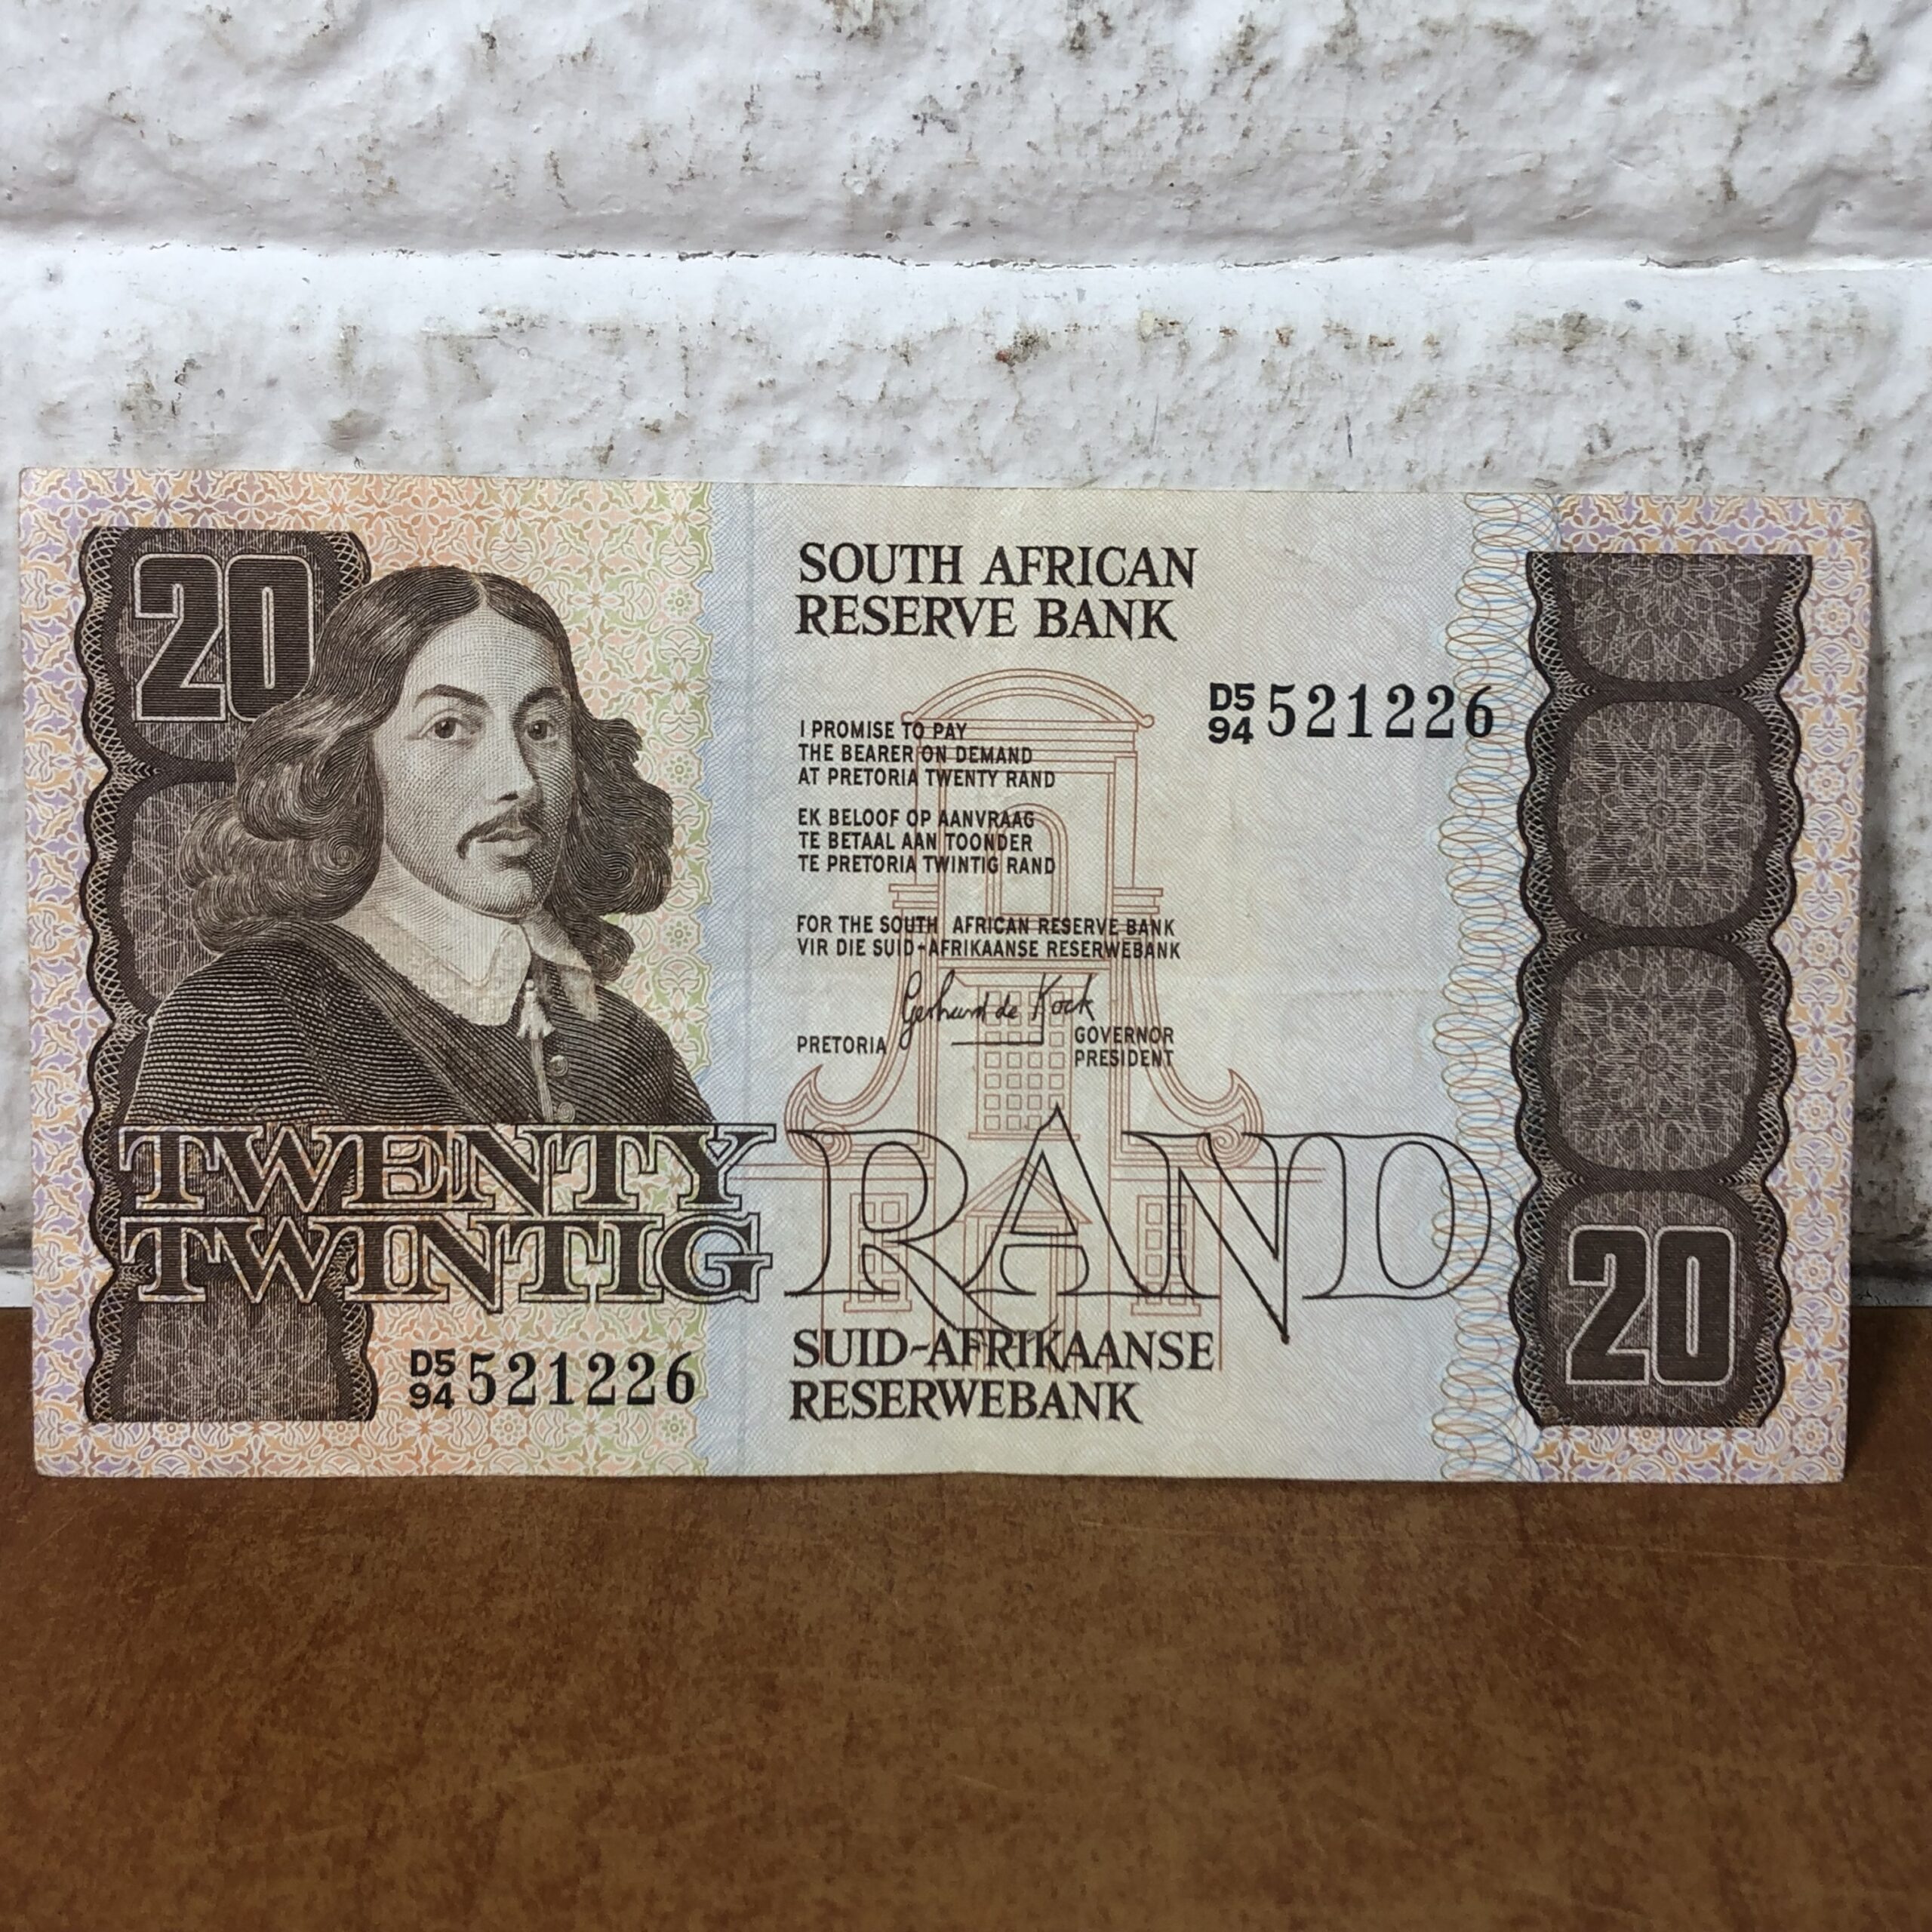 20
SOUTH AFRICAN
RESERVE BANK
D5
94 521226
I PROMISE TO PAY
THE BEARER ON DEMAND
AT PRETORIA TWENTY RAND
EK BELOOF OP AANVRAAG
TE BETAAL AAN TOONDER
TE PRETORIA TWINTIG RAND
FOR THE SOUTH AFRICAN RESERVE BANK
VIR DIE SUID-AFRIKAANSE RESERWEBANK
Gerhard de Kock
PRETORIA
GOVERNOR
PRESIDENT
TWENTY
TWINTIG
RAND
D5
94 521226
SUID-AFRIKAANSE
RESERWEBANK
20